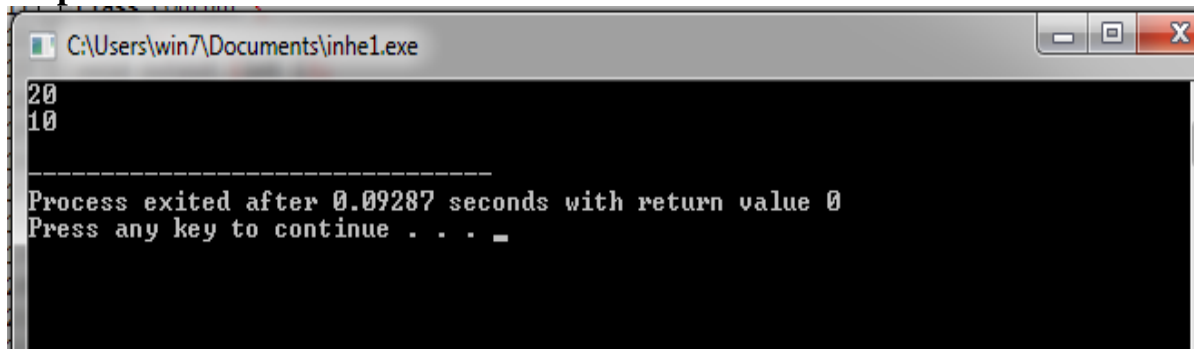 C:\Users\win7\Documents\inhe1.exe
20
10
--------------------------------
Process exited after 0.09287 seconds with return value 0
Press any key to continue . . . _